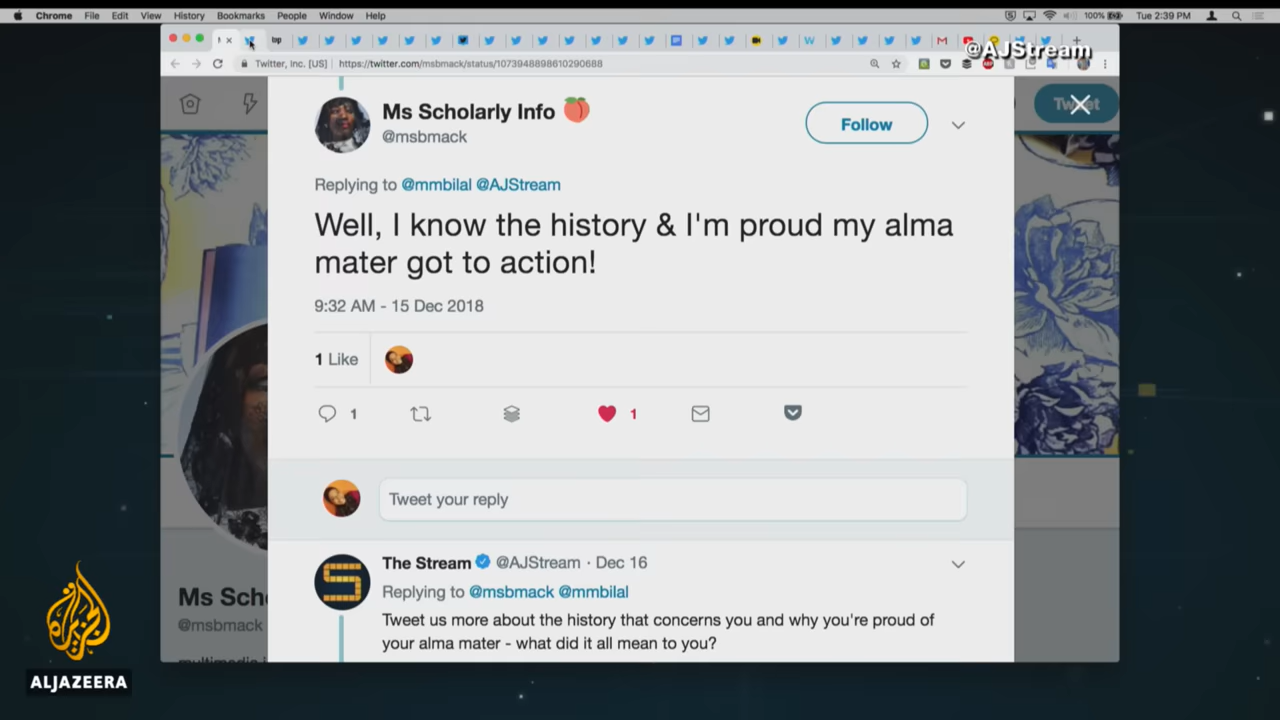 Chrome File Edit View History Bookmarks People Window Help
100% Tue 2:39 PM
bp
@AJStream
Twitter, Inc. [US] https://twitter.com/msbmack/status/1073948898610290688
Ms Scholarly Info
@msbmack
Follow
Tweet
Replying to @mmbilal @AJStream
Well, I know the history & I'm proud my alma
mater got to action!
9:32 AM - 15 Dec 2018
1 Like
1
1
Tweet your reply
The Stream @AJStream · Dec 16
Replying to @msbmack @mmbilal
Tweet us more about the history that concerns you and why you're proud of
your alma mater - what did it all mean to you?
Ms Sch
@msbmack
ALJAZEERA